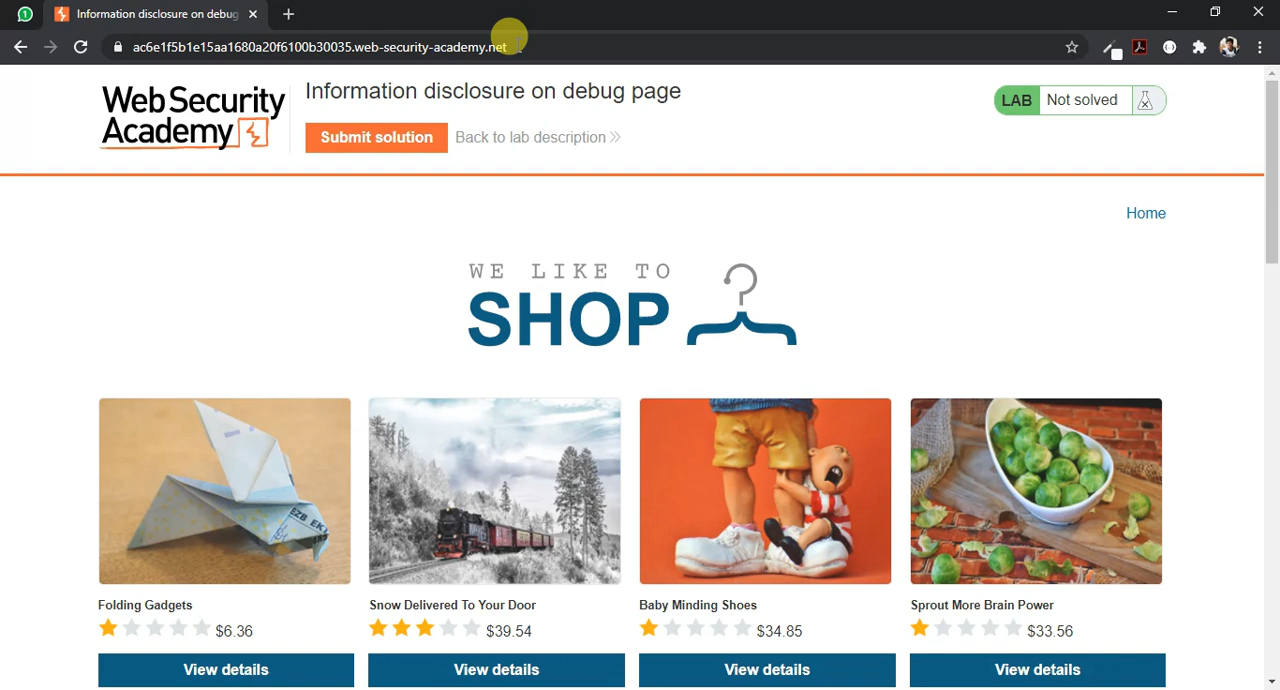 1
Information disclosure on debug
ac6e1f5b1e15aa1680a20f6100b30035.web-security-academy.net
Web Security
Academy
Information disclosure on debug page
LAB Not solved
Submit solution
Back to lab description
Home
WE LIKE TO
SHOP
EZB EK
Folding Gadgets
Snow Delivered To Your Door
Baby Minding Shoes
Sprout More Brain Power
$6.36
$39.54
$34.85
$33.56
View details
View details
View details
View details